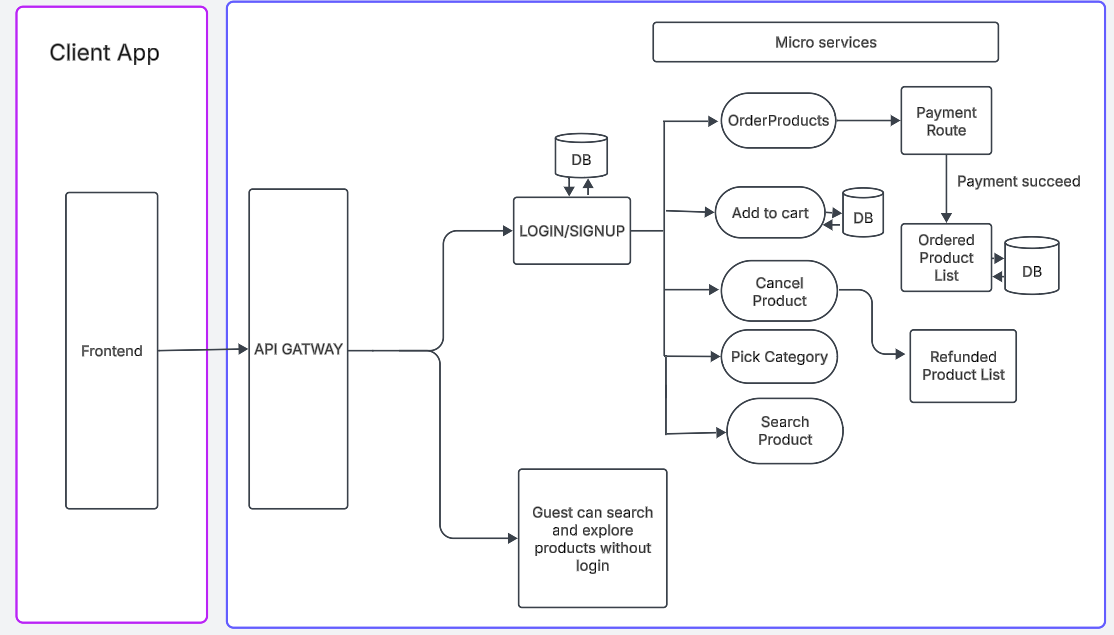 Client App
Micro services
OrderProducts
Payment
Route
DB
Payment succeed
LOGIN/SIGNUP
Add to cart
DB
Ordered
Product
List
DB
Cancel
Product
Frontend
API GATWAY
Pick Category
Refunded
Product List
Search
Product
Guest can search
and explore
products without
login